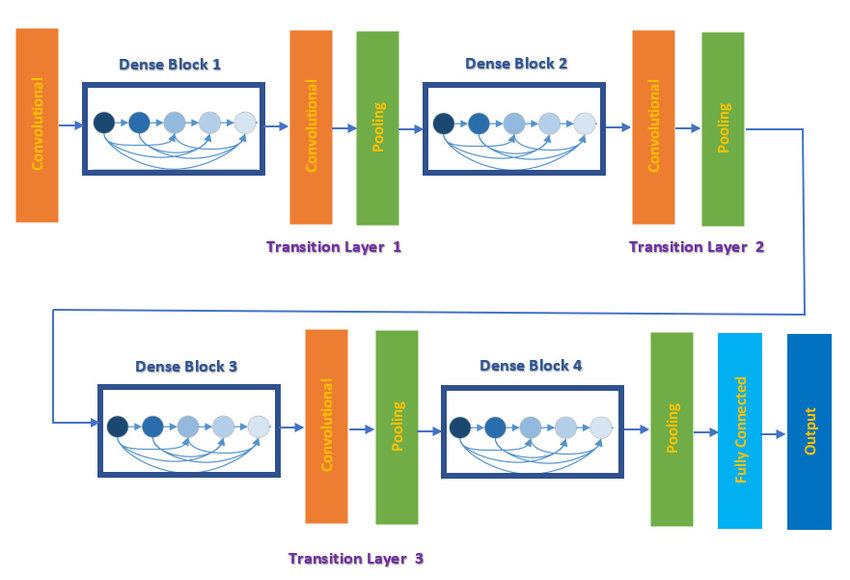 Convolutional
Dense Block 1
Convolutional
Pooling
Transition Layer 1
Dense Block 2
Convolutional
Pooling
Transition Layer 2
Dense Block 3
Convolutional
Pooling
Transition Layer 3
Dense Block 4
Pooling
Fully Connected
Output